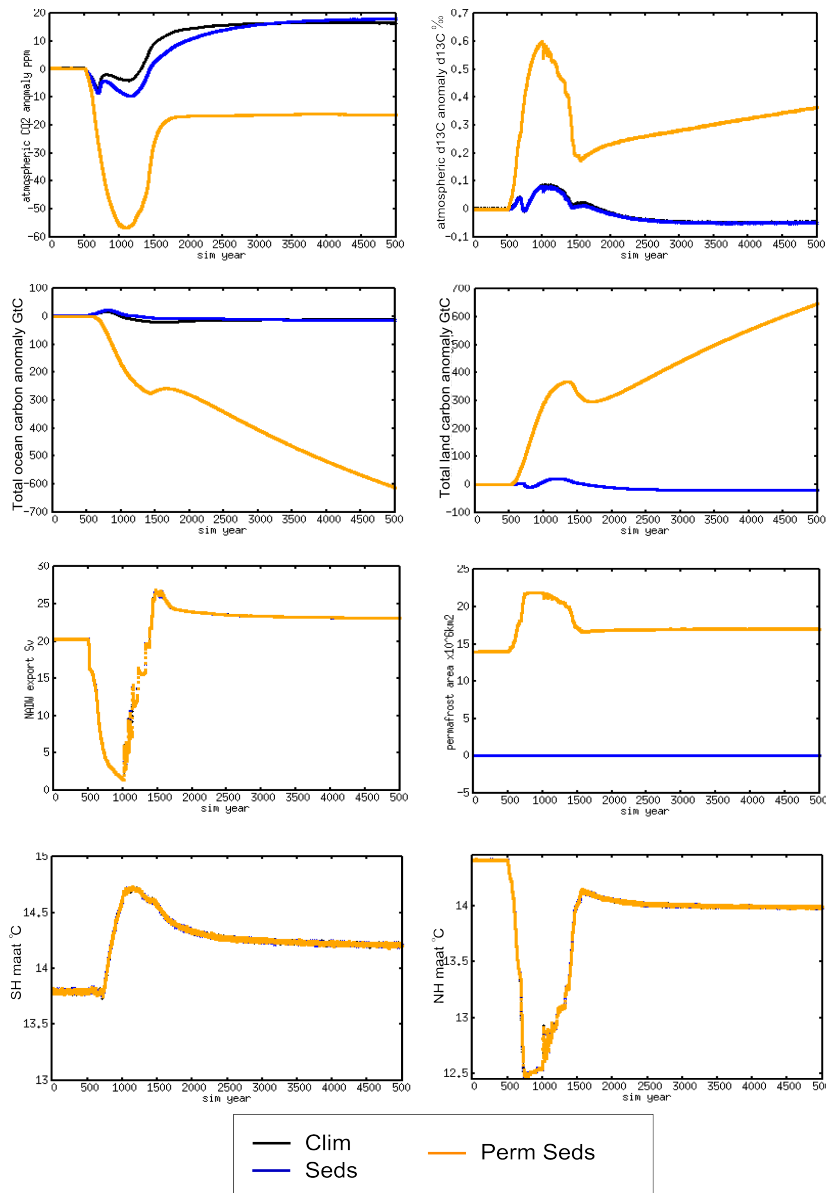 20
10
0
-10
-20
-30
-40
-50
-60
atmospheric CO2 anomaly ppm
0 500 1000 1500 2000 2500 3000 3500 4000 4500 500
sim year
0.7
0.6
0.5
0.4
0.3
0.2
0.1
0
-0.1
atmospheric d13C anomaly d13C ‰
0 500 1000 1500 2000 2500 3000 3500 4000 4500 500
sim year
100
0
100
200
-300
-400
-500
-600
-700
Total ocean carbon anomaly GtC
0 500 1000 1500 2000 2500 3000 3500 4000 4500 500
sim year
700
600
500
400
300
200
100
0
-100
Total land carbon anomaly GtC
0 500 1000 1500 2000 2500 3000 3500 4000 4500 500
sim year
30
25
20
15
10
5
0
NADW export Sv
0 500 1000 1500 2000 2500 3000 3500 4000 4500 500
sim year
25
20
15
10
5
0
-5
permafrost area x10^6km2
0 500 1000 1500 2000 2500 3000 3500 4000 4500 500
sim year
15
14.5
14
13.5
13
SH maat °C
0 500 1000 1500 2000 2500 3000 3500 4000 4500 500
sim year
14
13.5
13
12.5
NH maat °C
0 500 1000 1500 2000 2500 3000 3500 4000 4500 500
sim year
Clim
Seds
Perm Seds